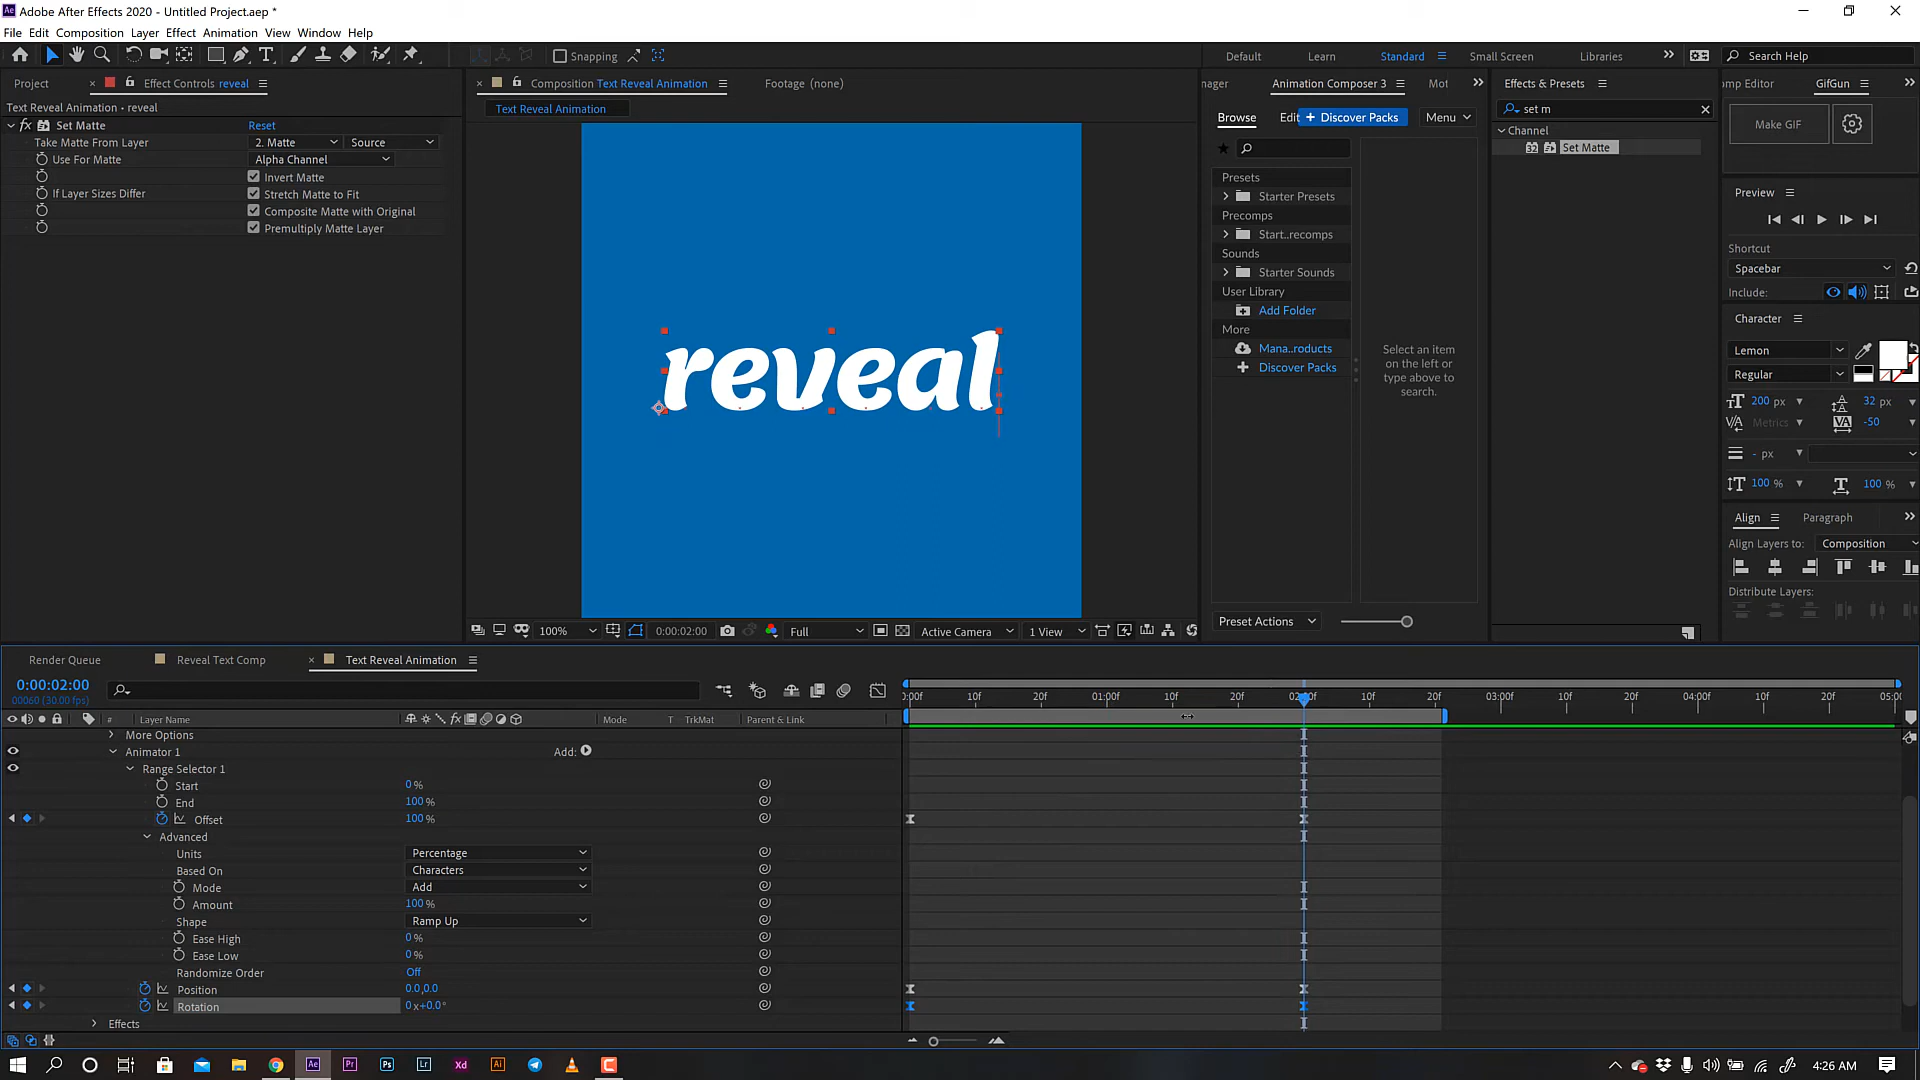 Adobe After Effects 2020 - Untitled Project.aep *
File Edit Composition Layer Effect Animation View Window Help
Snapping
Default Learn Standard Small Screen Libraries Search Help
Project Effect Controls reveal
Composition Text Reveal Animation Footage (none)
nager Animation Composer 3 Mot
Effects & Presets
omp Editor GifGun
Text Reveal Animation • reveal
Text Reveal Animation
Browse Edit + Discover Packs Menu
set m
Make GIF
fx Set Matte Reset
Take Matte From Layer 2. Matte Source
Use For Matte Alpha Channel
Invert Matte
If Layer Sizes Differ Stretch Matte to Fit
Composite Matte with Original
Premultiply Matte Layer
reveal
Presets
Starter Presets
Precomps
Start..recomps
Sounds
Starter Sounds
User Library
Add Folder
More
Mana..roducts
Discover Packs
Select an item
on the left or
type above to
search.
Preset Actions
Channel
32 Set Matte
Preview
Shortcut
Spacebar
Include:
Character
Lemon
Regular
200 px 32 px
Metrics -50
- px
100 % 100 %
Align Paragraph
Align Layers to: Composition
Distribute Layers:
100% 0:00:02:00 Full Active Camera 1 View
Render Queue Reveal Text Comp Text Reveal Animation
0:00:02:00
00060 (30.00 fps)
0:00f 10f 20f 01:00f 10f 20f 02:00f 10f 20f 03:00f 10f 20f 04:00f 10f 20f 05:00
# Layer Name fx Mode T TrkMat Parent & Link
More Options
Animator 1 Add:
Range Selector 1
Start 0 %
End 100 %
Offset 100 %
Advanced
Units Percentage
Based On Characters
Mode Add
Amount 100 %
Shape Ramp Up
Ease High 0 %
Ease Low 0 %
Randomize Order Off
Position 0.0,0.0
Rotation 0 x+0.0 °
Effects
Ae Pr Ps Lr Xd Ai 4:26 AM